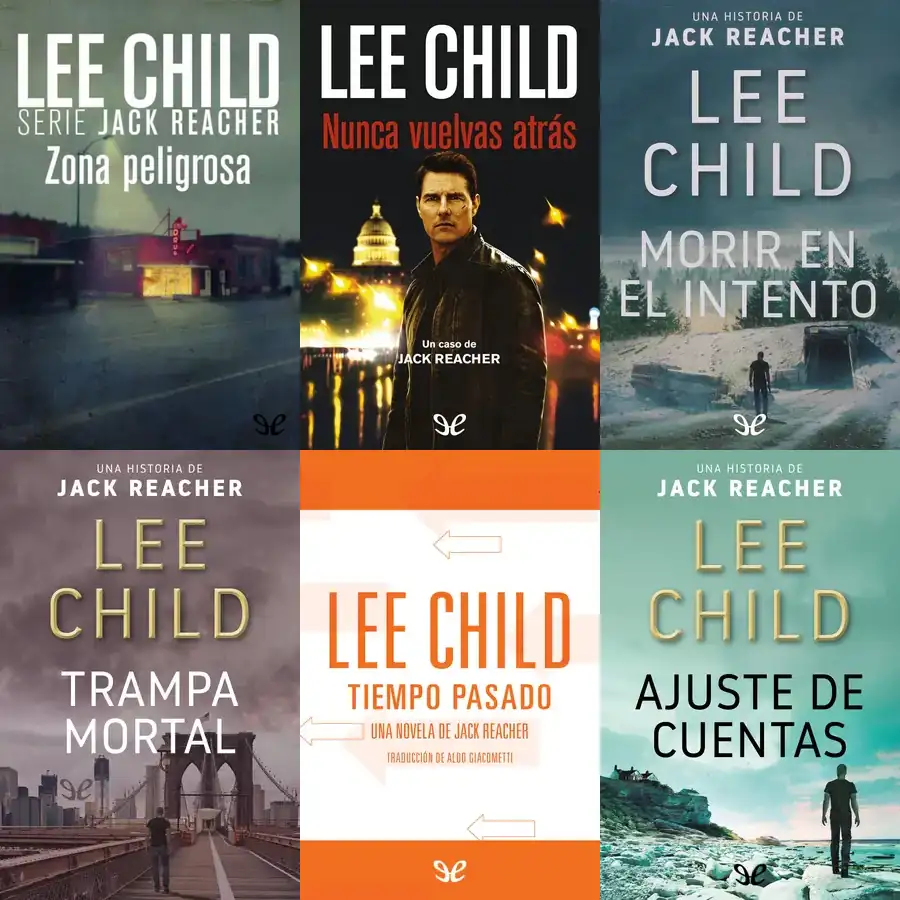 LEE CHILD
SERIE JACK REACHER
Zona peligrosa
LEE CHILD
Nunca vuelvas atrás
Un caso de
JACK REACHER
UNA HISTORIA DE
JACK REACHER
LEE
CHILD
MORIR EN
EL INTENTO
UNA HISTORIA DE
JACK REACHER
LEE
CHILD
TRAMPA
MORTAL
LEE CHILD
TIEMPO PASADO
UNA NOVELA DE JACK REACHER
TRADUCCIÓN DE ALDO GIACOMETTI
UNA HISTORIA DE
JACK REACHER
LEE
CHILD
AJUSTE DE
CUENTAS